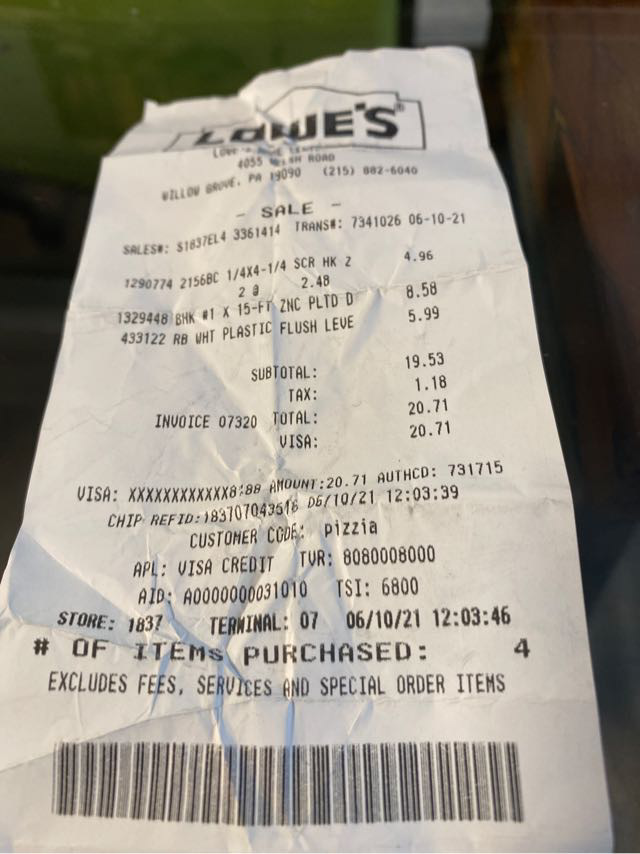 LOWE'S®
LOWE'S HOME
4055 WELSH ROAD
WILLOW GROVE, PA 19090 (215) 882-6040
- SALE -
SALES#: S1837EL4 3361414 TRANS#: 7341026 06-10-21
1290774 2156BC 1/4X4-1/4 SCR HK 2 4.96
2 @ 2.48
1329448 BHK #1 X 15-FT ZNC PLTD D 8.58
433122 RB WHT PLASTIC FLUSH LEVE 5.99
SUBTOTAL: 19.53
TAX: 1.18
INVOICE 07320 TOTAL: 20.71
VISA: 20.71
VISA: AMOUNT:20.71 AUTHCD: 731715
CHIP REFID:183707043516 06/10/21 12:03:39
CUSTOMER CODE: pizzia
APL: VISA CREDIT TVR: 8080008000
AID: A0000000031010 TSI: 6800
STORE: 1837 TERMINAL: 07 06/10/21 12:03:46
# OF ITEMS PURCHASED: 4
EXCLUDES FEES, SERVICES AND SPECIAL ORDER ITEMS